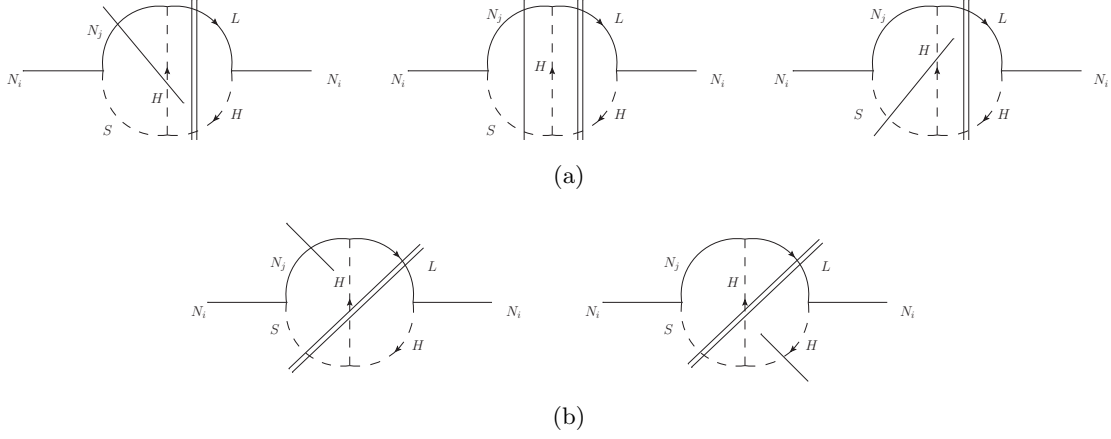 N_j L N_j L N_j L
N_i H N_i N_i H N_i N_i H N_i
S H S H S H
(a)
N_j H L N_j H L
N_i N_i N_i N_i
S H S H
(b)